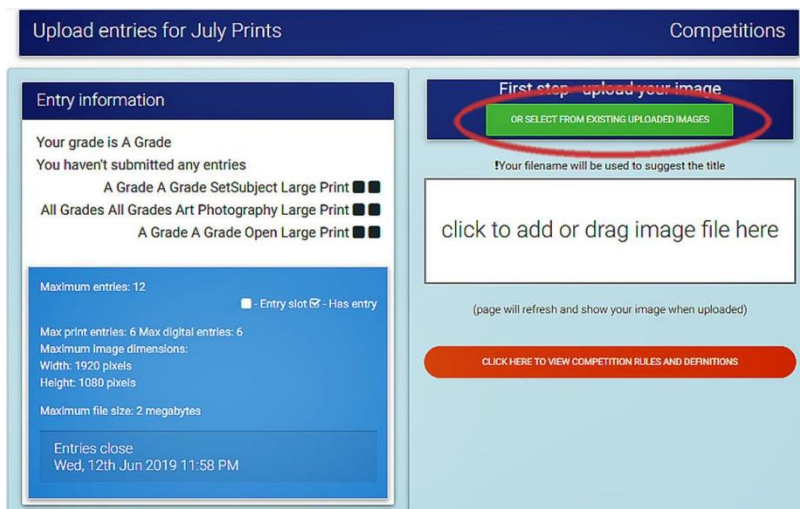 Upload entries for July Prints
Competitions
Entry information
Your grade is A Grade
You haven't submitted any entries
A Grade A Grade SetSubject Large Print
All Grades All Grades Art Photography Large Print
A Grade A Grade Open Large Print
Maximum entries: 12
- Entry slot - Has entry
Max print entries: 6 Max digital entries: 6
Maximum image dimensions:
Width: 1920 pixels
Height: 1080 pixels
Maximum file size: 2 megabytes
Entries close
Wed, 12th Jun 2019 11:58 PM
First step - upload your image
OR SELECT FROM EXISTING UPLOADED IMAGES
!Your filename will be used to suggest the title
click to add or drag image file here
(page will refresh and show your image when uploaded)
CLICK HERE TO VIEW COMPETITION RULES AND DEFINITIONS